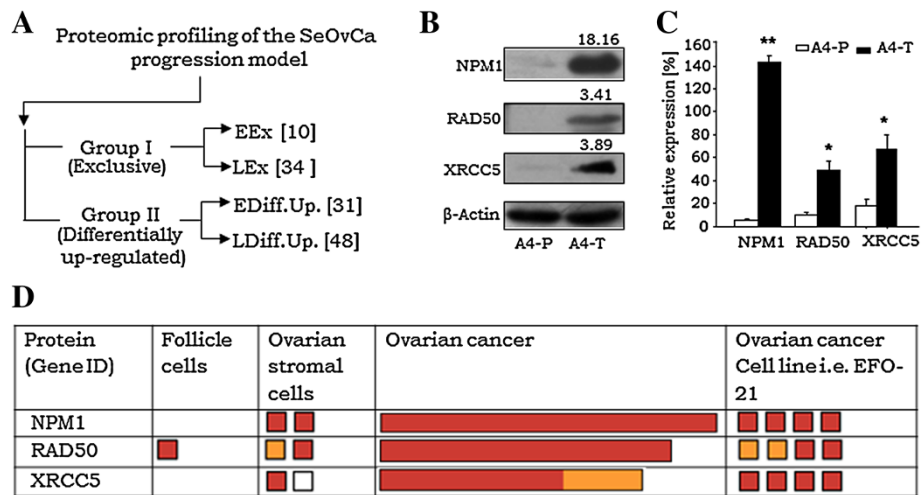 A
Proteomic profiling of the SeOvCa
progression model
Group I
(Exclusive)
EEx [10]
LEx [34 ]
Group II
(Differentially
up-regulated)
EDiff.Up. [31]
LDiff.Up. [48]
B
18.16
NPM1
3.41
RAD50
3.89
XRCC5
β-Actin
A4-P A4-T
C
A4-P A4-T
Relative expression [%]
160
140
120
100
80
60
40
20
0
**
*
*
NPM1 RAD50 XRCC5
D
Protein
(Gene ID)
Follicle
cells
Ovarian
stromal
cells
Ovarian cancer
Ovarian cancer
Cell line i.e. EFO-
21
NPM1
RAD50
XRCC5